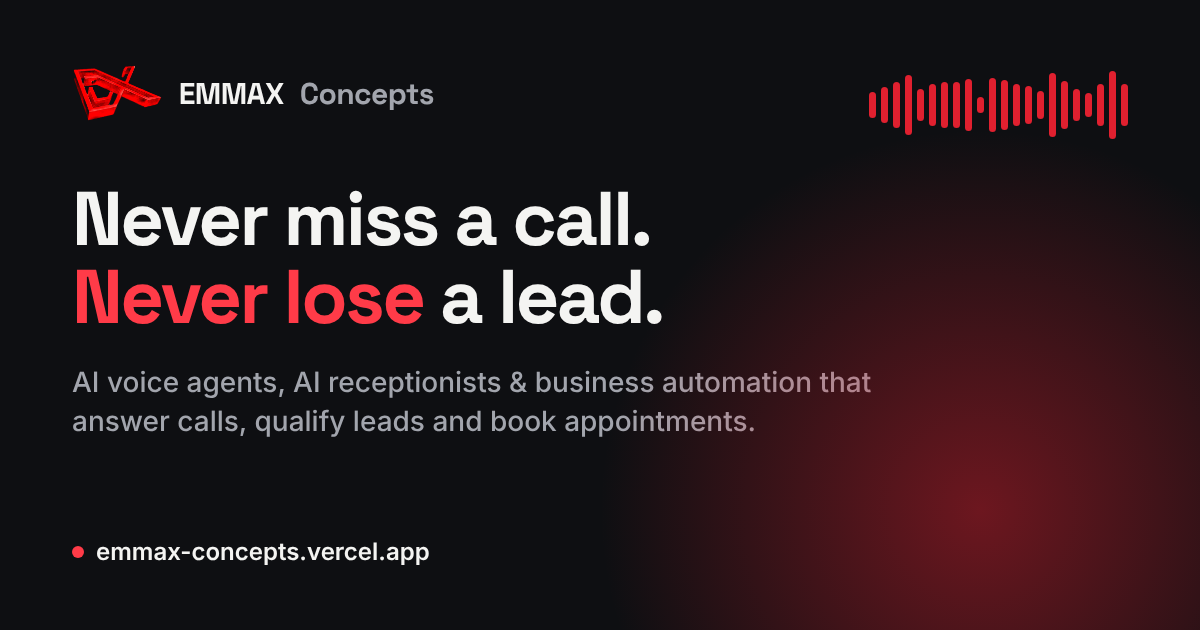 EMMAX Concepts
Never miss a call.
Never lose a lead.
AI voice agents, AI receptionists & business automation that
answer calls, qualify leads and book appointments.
emmax-concepts.vercel.app